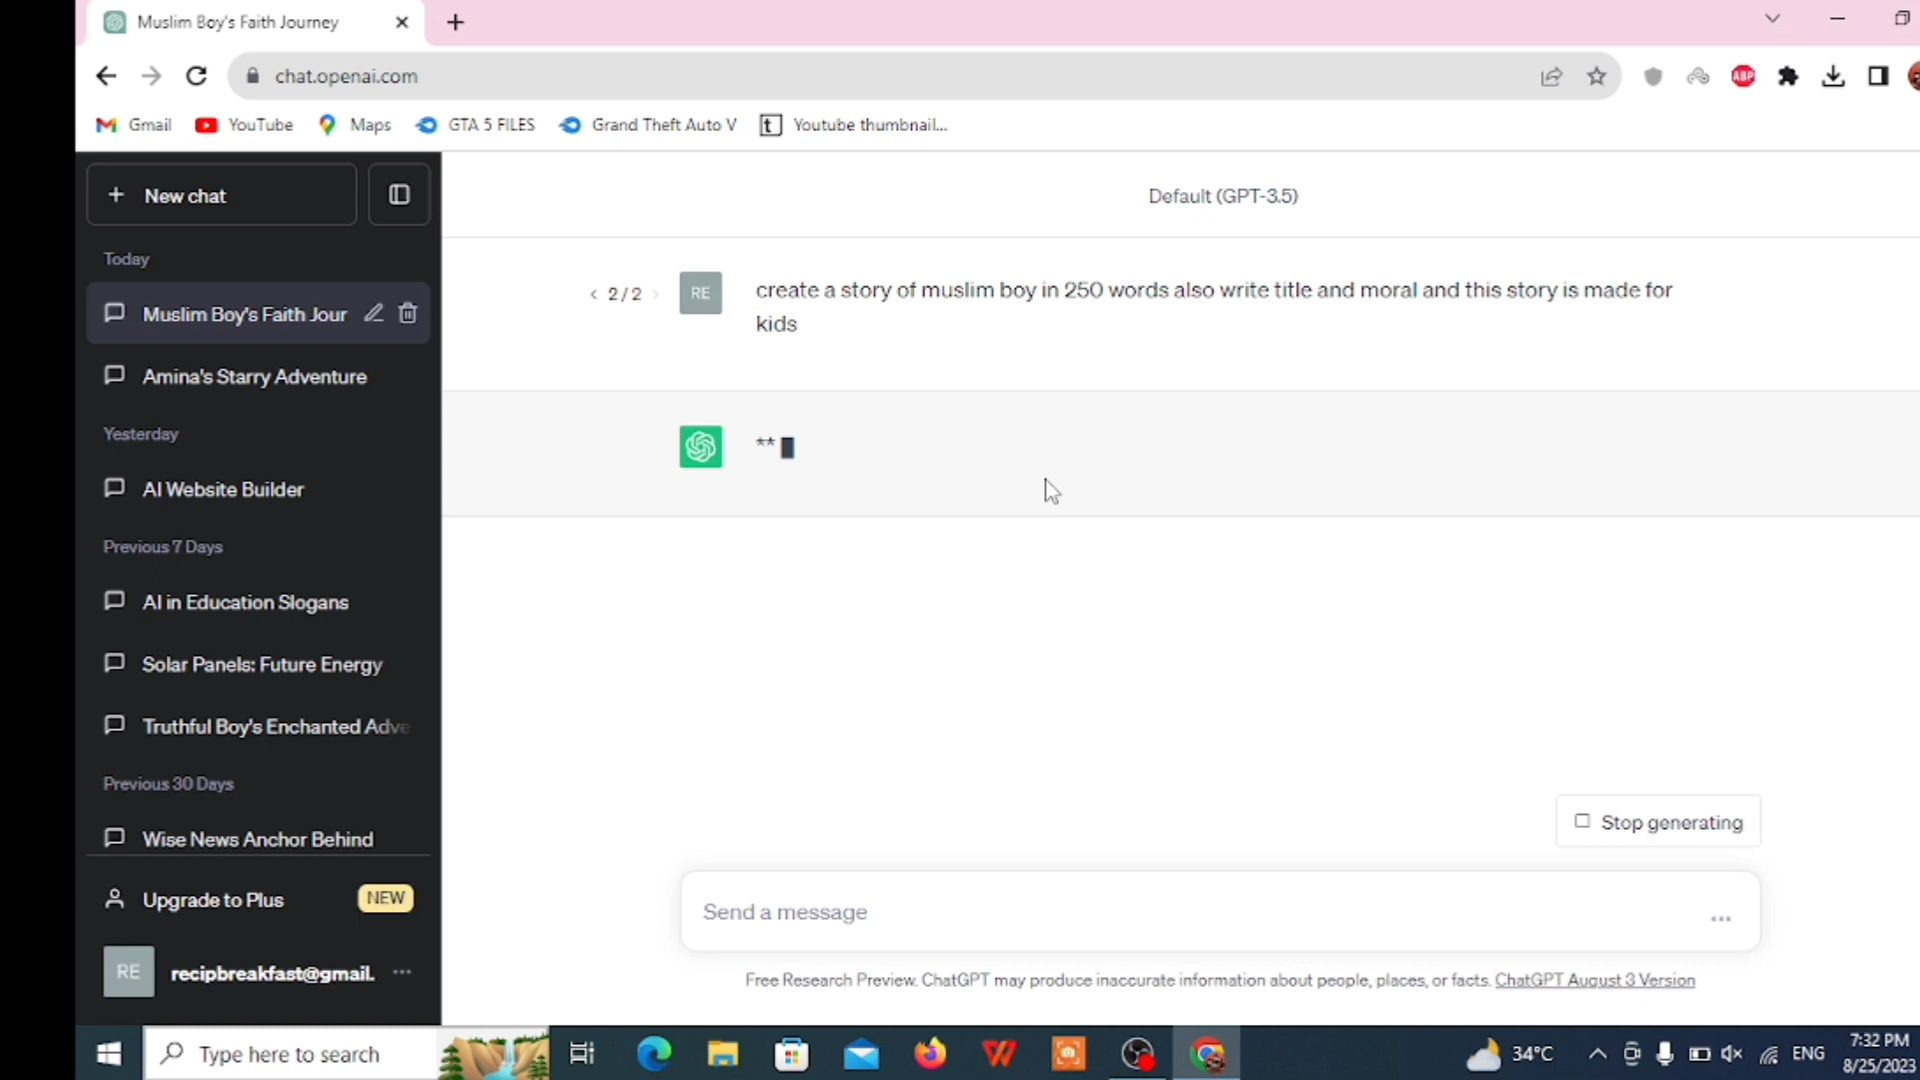 Muslim Boy's Faith Journey
chat.openai.com
ABP
Gmail
YouTube
Maps
GTA 5 FILES
Grand Theft Auto V
t
Youtube thumbnail...
New chat
Default (GPT-3.5)
Today
Muslim Boy's Faith Jour
2 / 2
RE
create a story of muslim boy in 250 words also write title and moral and this story is made for
kids
Amina's Starry Adventure
Yesterday
**
AI Website Builder
Previous 7 Days
AI in Education Slogans
Solar Panels: Future Energy
Truthful Boy's Enchanted Adve
Previous 30 Days
Wise News Anchor Behind
Stop generating
Upgrade to Plus
NEW
Send a message
RE
recipbreakfast@gmail.
Free Research Preview. ChatGPT may produce inaccurate information about people, places, or facts. ChatGPT August 3 Version
Type here to search
34°C
ENG
7:32 PM
8/25/2023